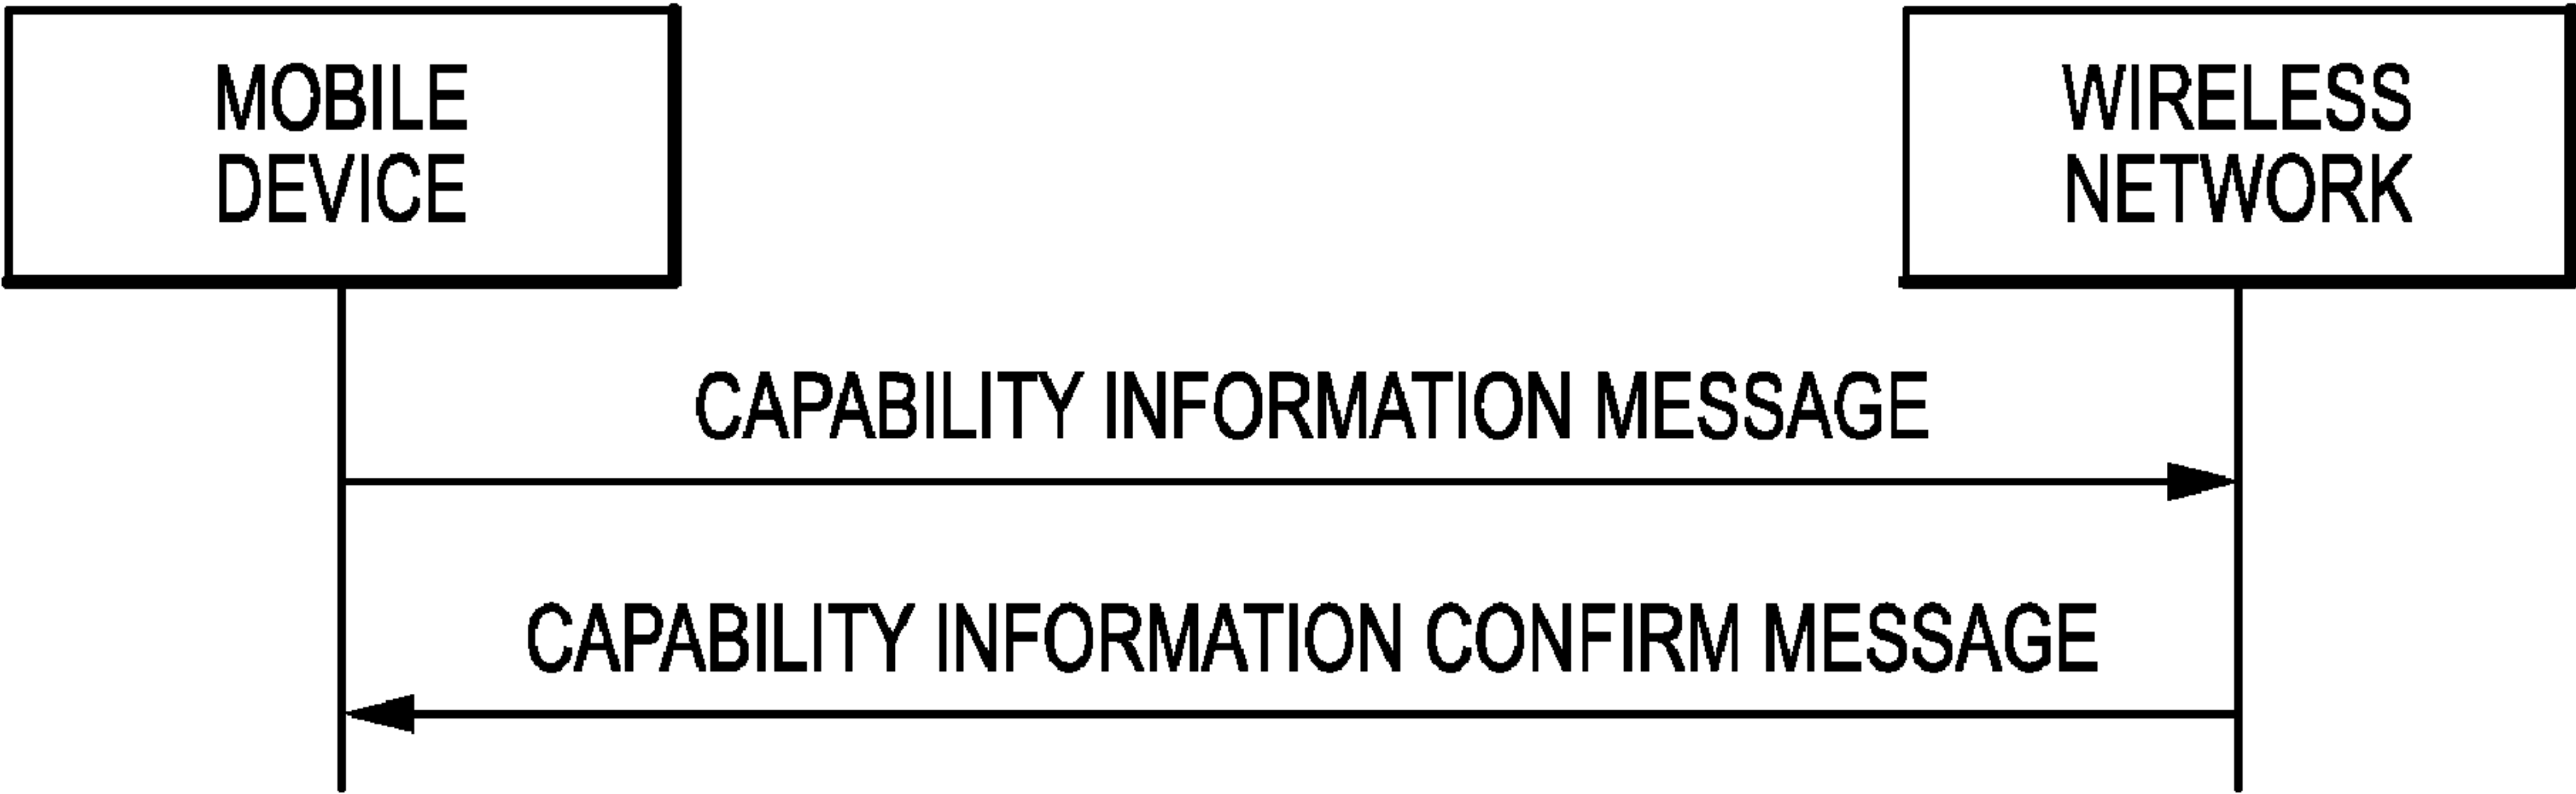 MOBILE
DEVICE
WIRELESS
NETWORK
CAPABILITY INFORMATION MESSAGE
CAPABILITY INFORMATION CONFIRM MESSAGE